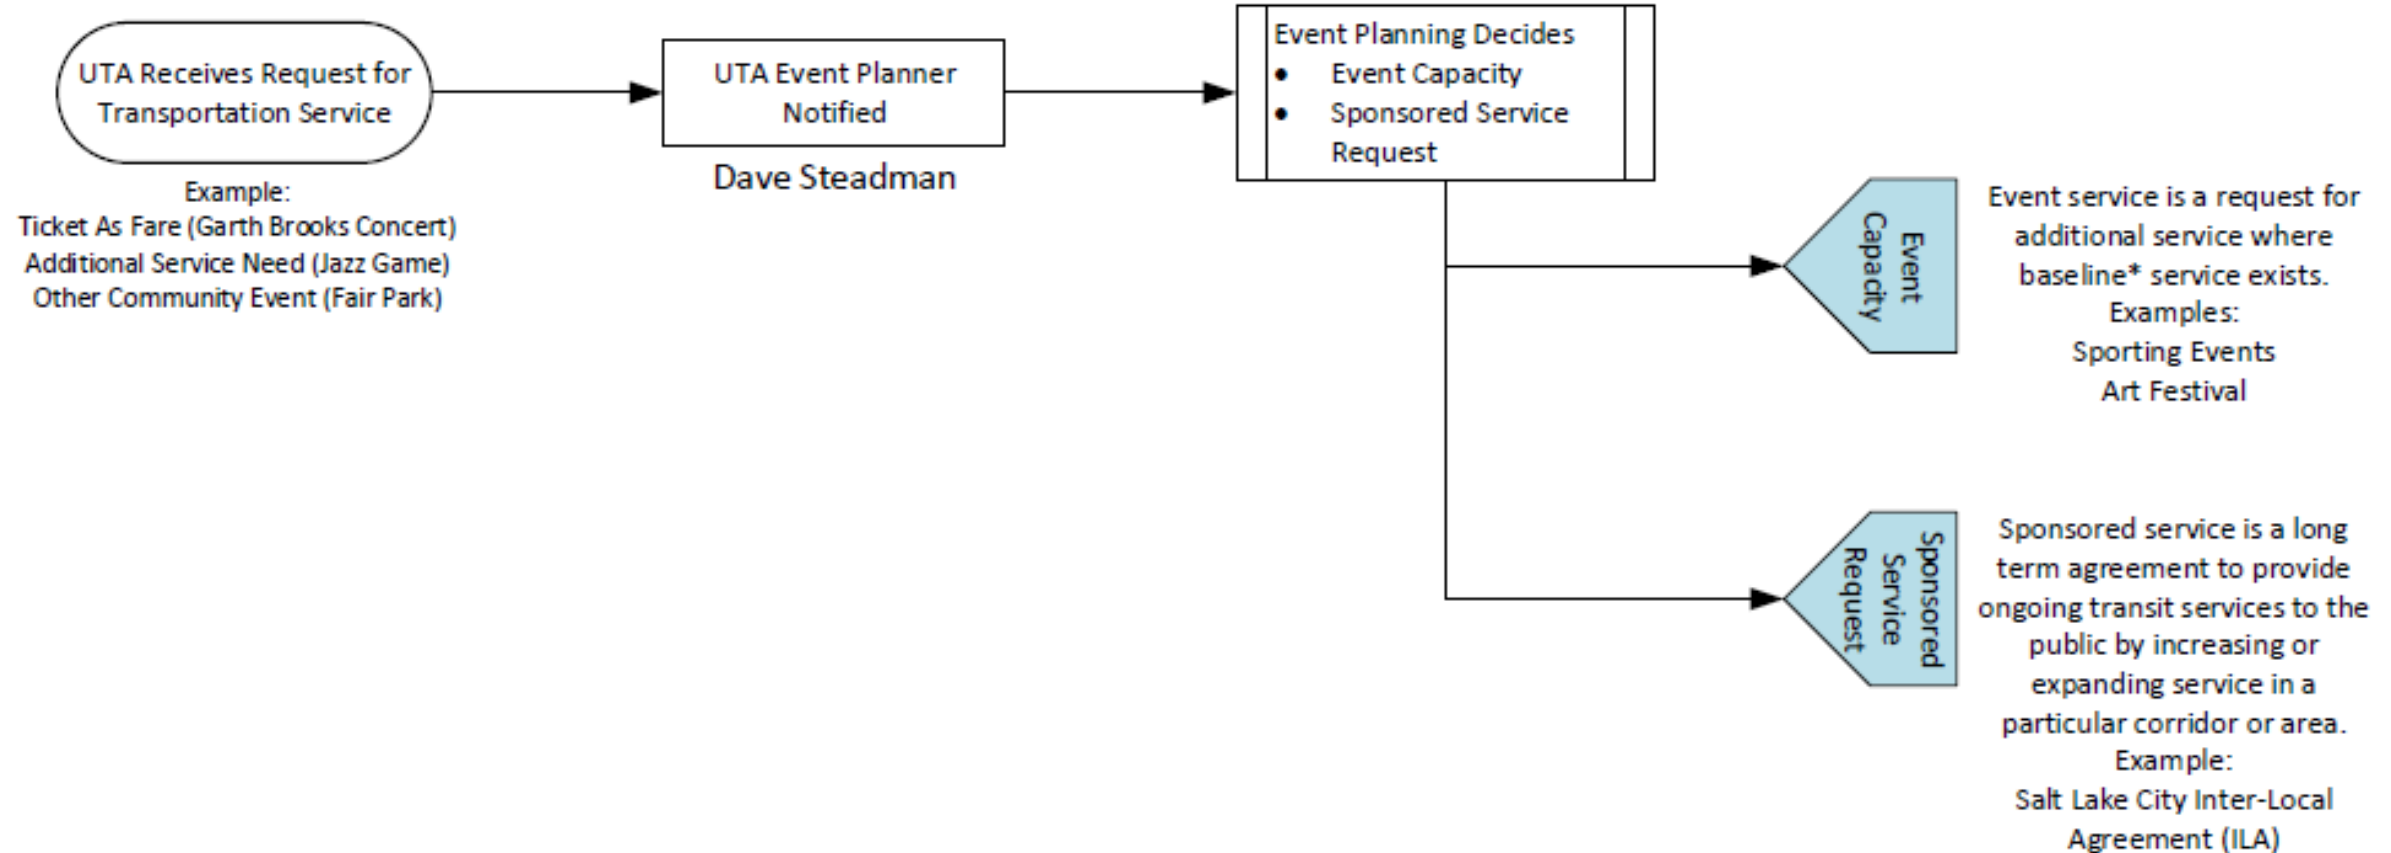 UTA Receives Request for
Transportation Service
Example:
Ticket As Fare (Garth Brooks Concert)
Additional Service Need (Jazz Game)
Other Community Event (Fair Park)
UTA Event Planner
Notified
Dave Steadman
Event Planning Decides
• Event Capacity
• Sponsored Service
Request
Event
Capacity
Event service is a request for
additional service where
baseline* service exists.
Examples:
Sporting Events
Art Festival
Sponsored
Service
Request
Sponsored service is a long
term agreement to provide
ongoing transit services to the
public by increasing or
expanding service in a
particular corridor or area.
Example:
Salt Lake City Inter-Local
Agreement (ILA)